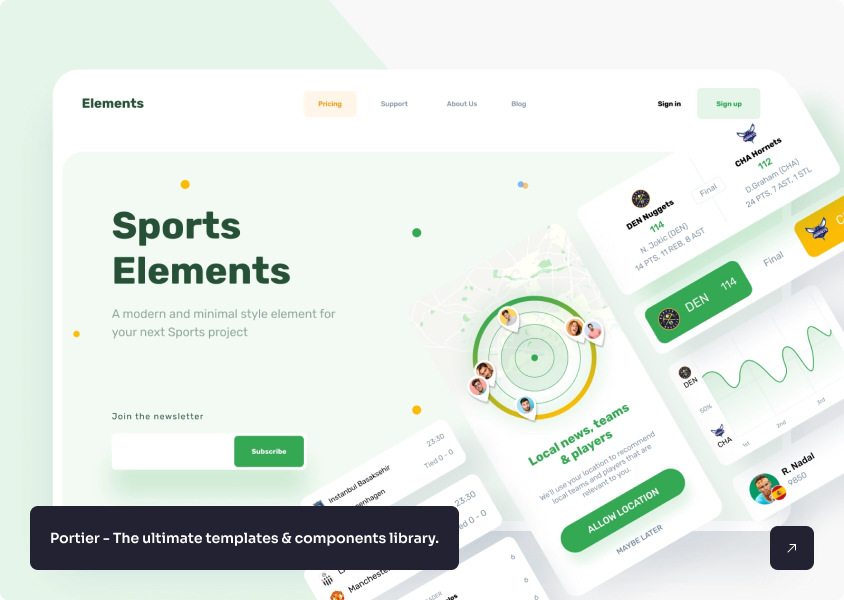 Elements
Pricing
Support
About Us
Blog
Sign in
Sign up
CHA Hornets
112
D.Graham (CHA)
24 PTS, 7 AST, 1 STL
Final
DEN Nuggets
114
N. Jokic (DEN)
14 PTS, 11 REB, 8 AST
Sports
Elements
A modern and minimal style element for
your next Sports project
DEN 114
Final
C
DEN
50%
CHA
1st
2nd
3rd
Join the newsletter
Subscribe
Local news, teams
& players
We'll use your location to recommend
local teams and players that are
relevant to you.
ALLOW LOCATION
MAYBE LATER
R. Nadal
9850
23:30
Tied 0 - 0
instanbul Basaksehir
penhagen
23:30
ed 0 - 0
Manchester
6
6
6
Portier - The ultimate templates & components library.